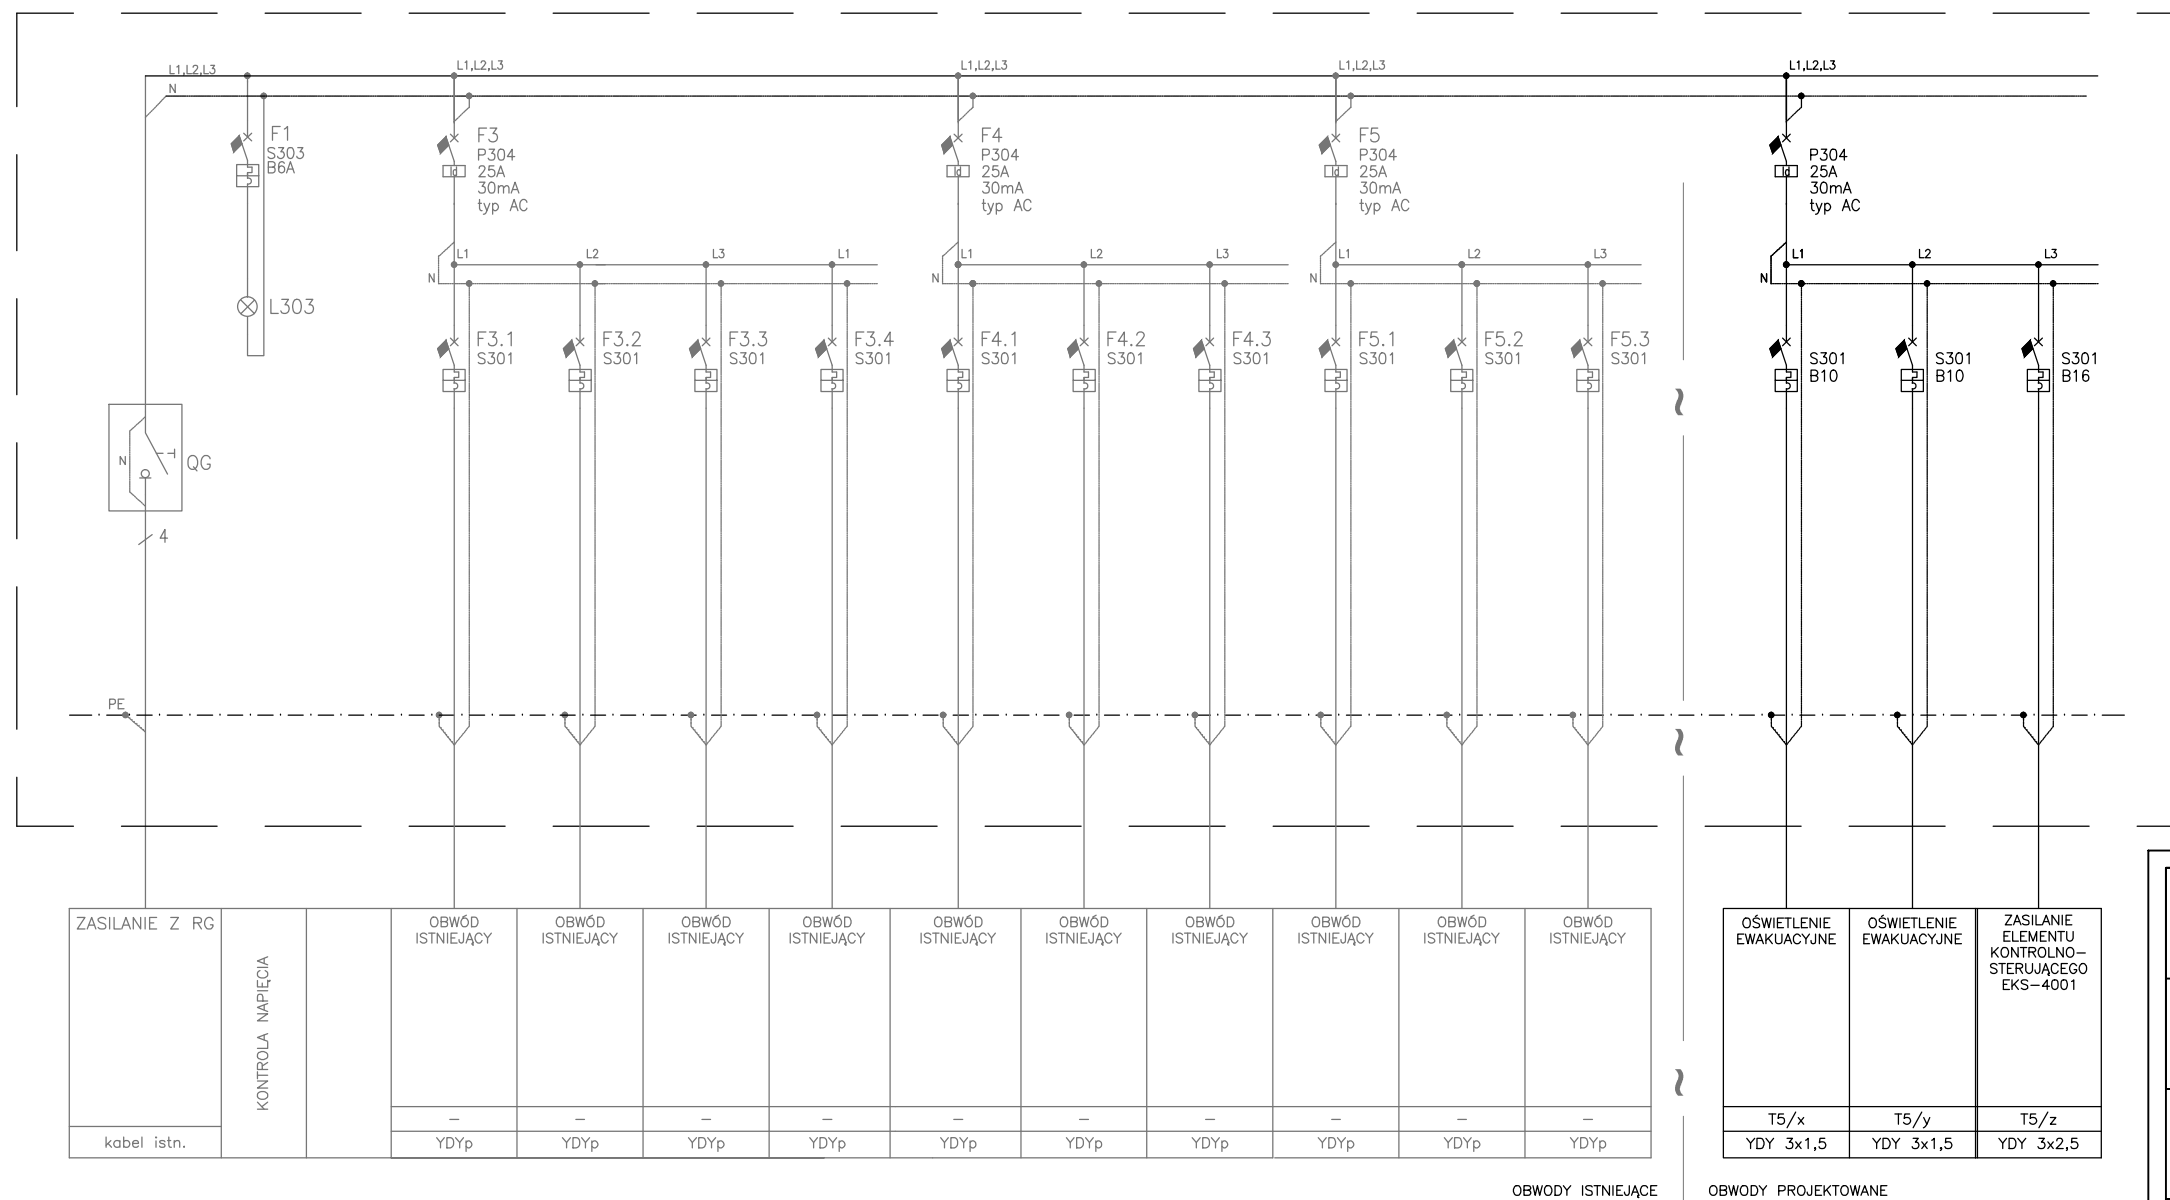 L1,L2,L3
N
L1,L2,L3
L1,L2,L3
L1,L2,L3
L1,L2,L3
F1
S303
B6A
F3
P304
25A
30mA
typ AC
F4
P304
25A
30mA
typ AC
F5
P304
25A
30mA
typ AC
P304
25A
30mA
typ AC
L1
L2
L3
L1
N
L1
L2
L3
N
L1
L2
L3
N
L1
L2
L3
N
L303
F3.1
S301
F3.2
S301
F3.3
S301
F3.4
S301
F4.1
S301
F4.2
S301
F4.3
S301
F5.1
S301
F5.2
S301
F5.3
S301
S301
B10
S301
B10
S301
B16
N
QG
4
PE
ZASILANIE Z RG
kabel istn.
KONTROLA NAPIĘCIA
OBWÓD
ISTNIEJĄCY
–
YDYp
OBWÓD
ISTNIEJĄCY
–
YDYp
OBWÓD
ISTNIEJĄCY
–
YDYp
OBWÓD
ISTNIEJĄCY
–
YDYp
OBWÓD
ISTNIEJĄCY
–
YDYp
OBWÓD
ISTNIEJĄCY
–
YDYp
OBWÓD
ISTNIEJĄCY
–
YDYp
OBWÓD
ISTNIEJĄCY
–
YDYp
OBWÓD
ISTNIEJĄCY
–
YDYp
OBWÓD
ISTNIEJĄCY
–
YDYp
OŚWIETLENIE
EWAKUACYJNE
T5/x
YDY 3x1,5
OŚWIETLENIE
EWAKUACYJNE
T5/y
YDY 3x1,5
ZASILANIE
ELEMENTU
KONTROLNO–
STERUJĄCEGO
EKS–4001
T5/z
YDY 3x2,5
OBWODY ISTNIEJĄCE
OBWODY PROJEKTOWANE